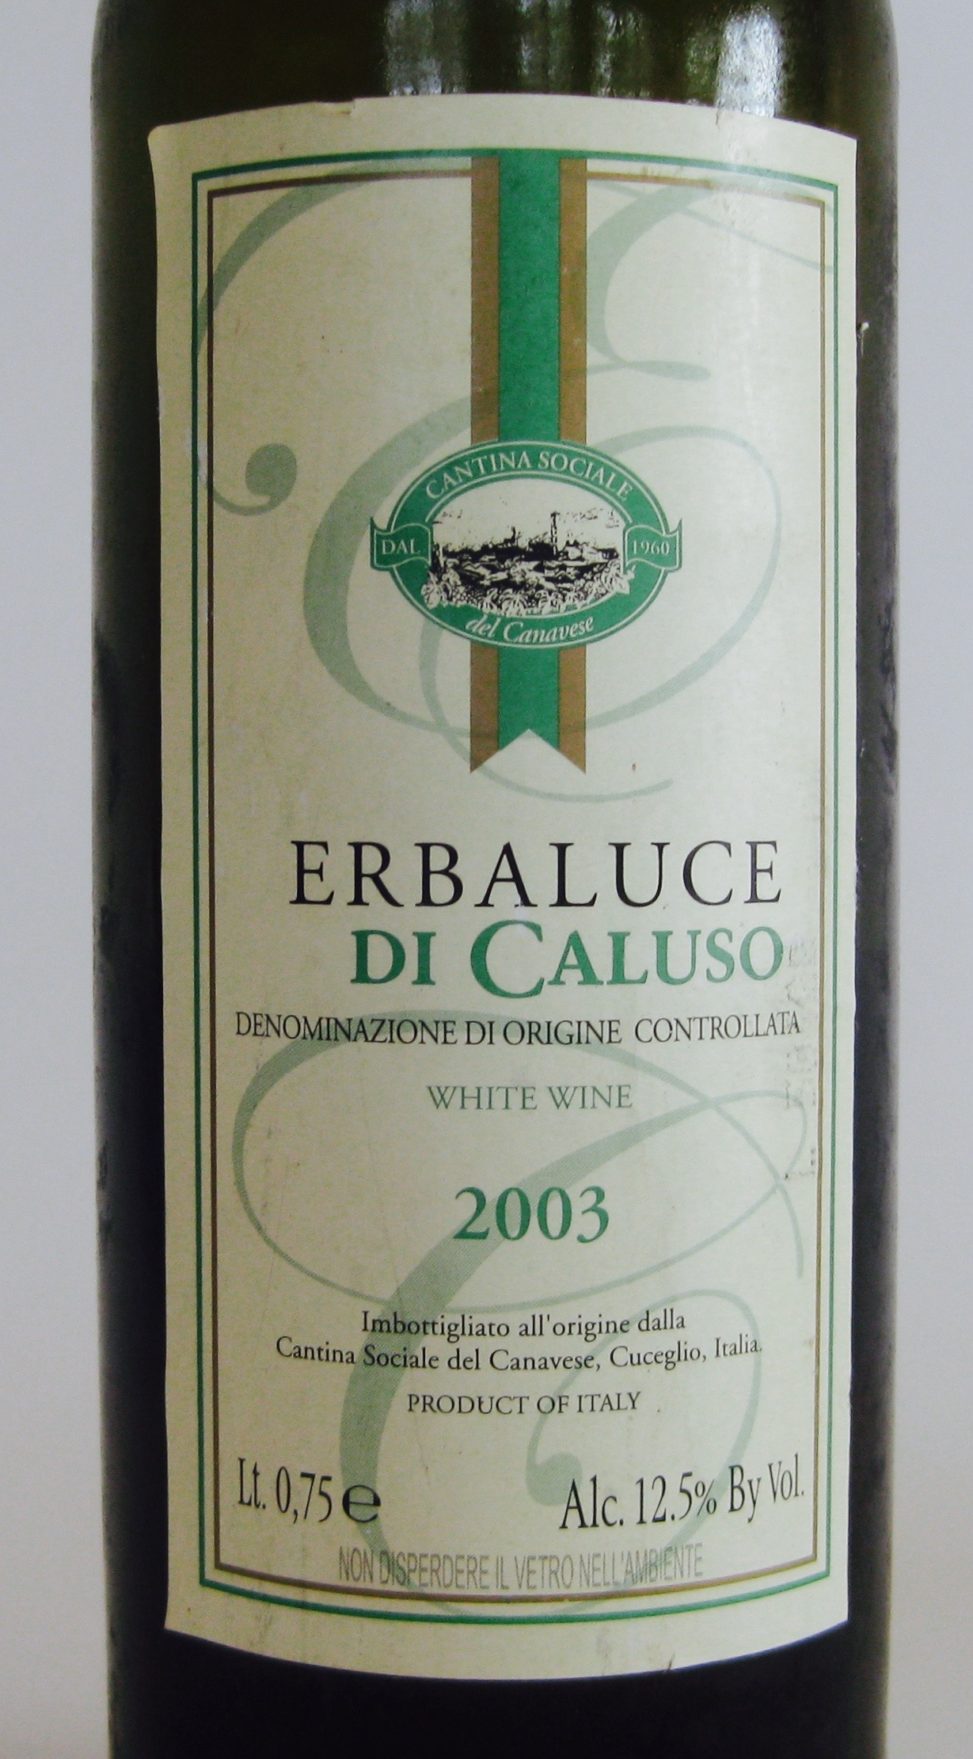 CANTINA SOCIALE
DAL 1960
del Canavese
ERBALUCE
DI CALUSO
DENOMINAZIONE DI ORIGINE CONTROLLATA
WHITE WINE
2003
Imbottigliato all'origine dalla
Cantina Sociale del Canavese, Cuceglio, Italia.
PRODUCT OF ITALY
Lt. 0,75 e Alc. 12.5% By Vol.
NON DISPERDERE IL VETRO NELL'AMBIENTE